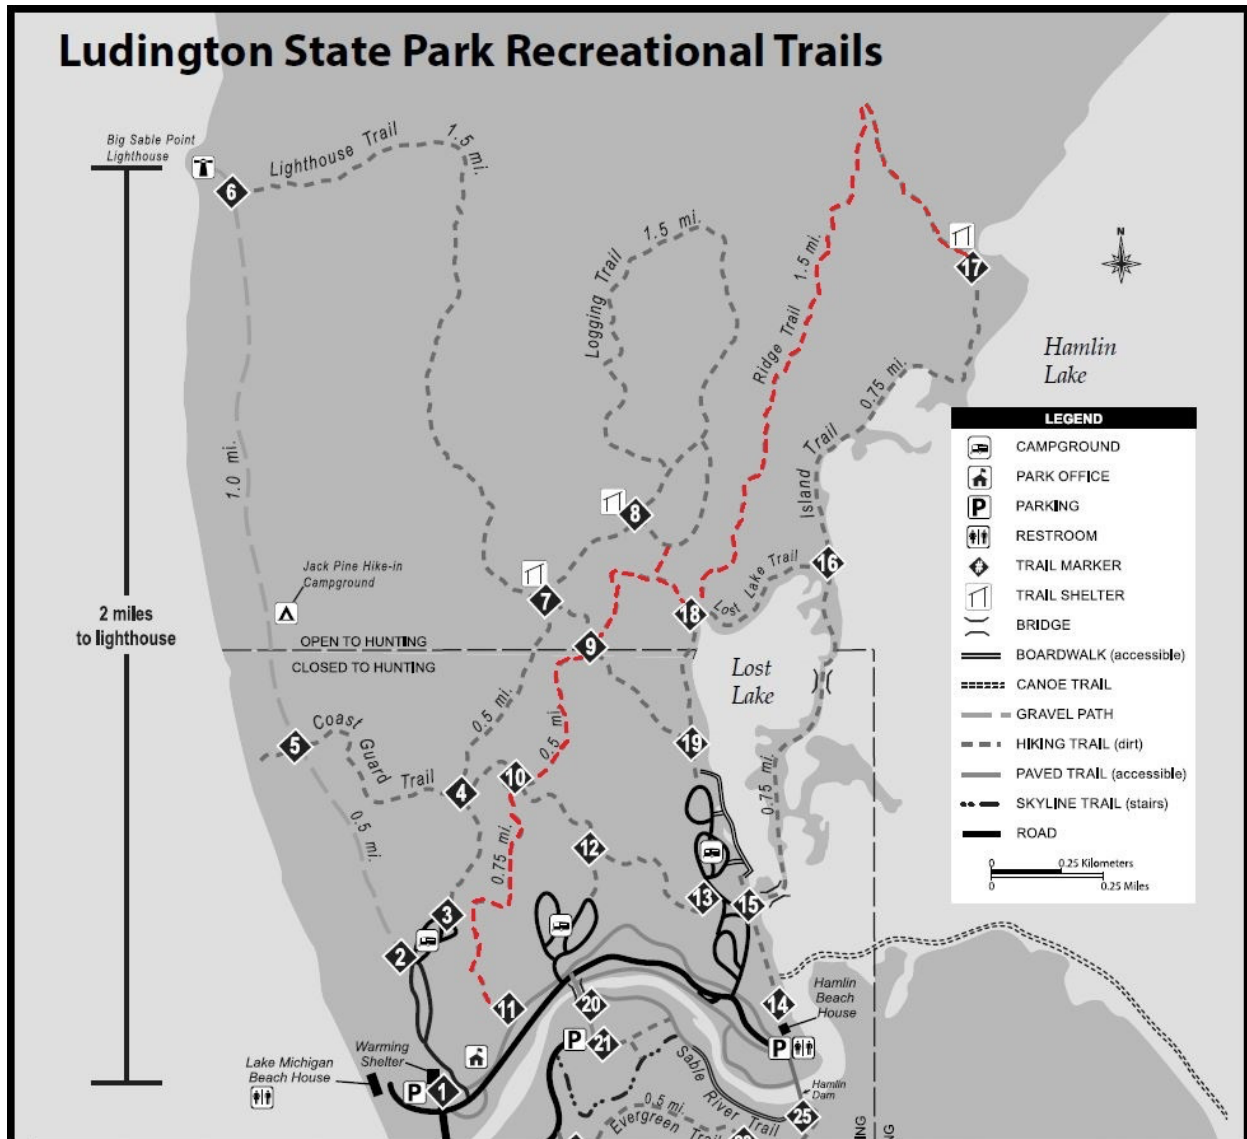 Ludington State Park Recreational Trails
Big Sable Point
Lighthouse
Lighthouse Trail
1.5 mi.
6
1.5 mi.
Logging Trail
1.5 mi.
Ridge Trail
17
N
Hamlin
Lake
0.75 mi.
Island Trail
1.0 mi.
8
Jack Pine Hike-in
Campground
7
16
Lost Lake Trail
18
2 miles
to lighthouse
OPEN TO HUNTING
CLOSED TO HUNTING
9
Lost
Lake
0.5 mi.
0.5 mi.
Coast Guard Trail
5
19
4
10
0.75 mi.
0.5 mi.
0.75 mi.
12
13
15
3
2
11
20
14
Hamlin
Beach
House
P
21
P
Warming
Shelter
Lake Michigan
Beach House
P
1
Sable River Trail
Hamlin
Dam
0.5 mi.
Evergreen Trail
25
LEGEND
CAMPGROUND
PARK OFFICE
P PARKING
RESTROOM
# TRAIL MARKER
TRAIL SHELTER
BRIDGE
BOARDWALK (accessible)
CANOE TRAIL
GRAVEL PATH
HIKING TRAIL (dirt)
PAVED TRAIL (accessible)
SKYLINE TRAIL (stairs)
ROAD
0 0.25 Kilometers
0 0.25 Miles